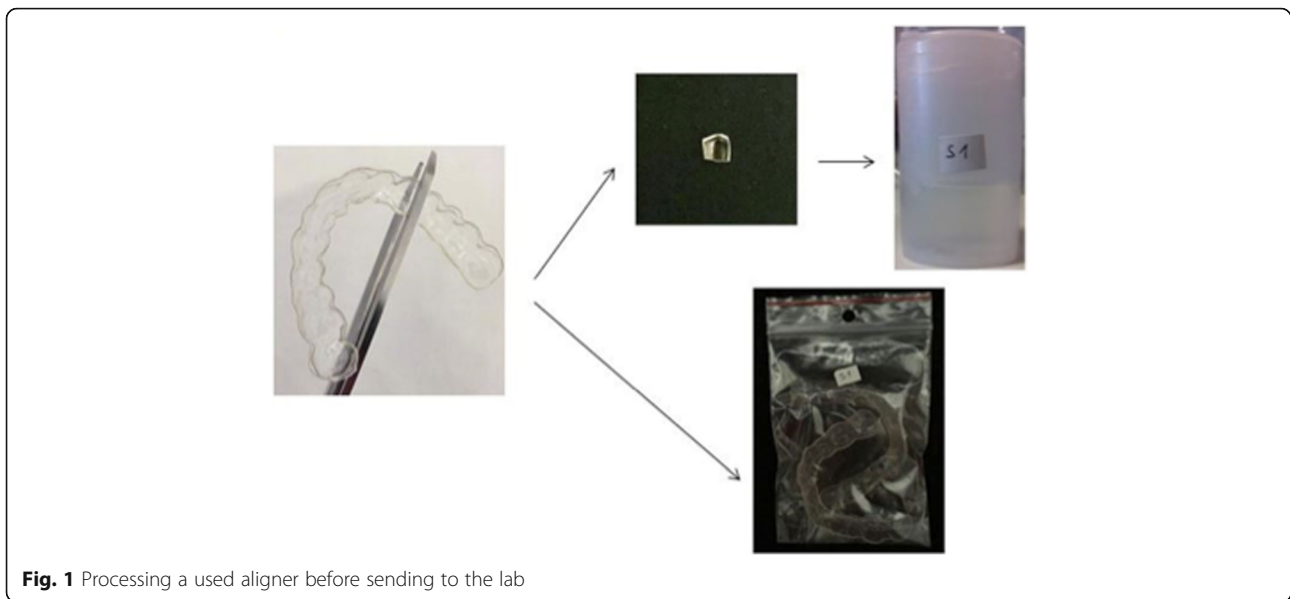 S1
S1
Fig. 1 Processing a used aligner before sending to the lab